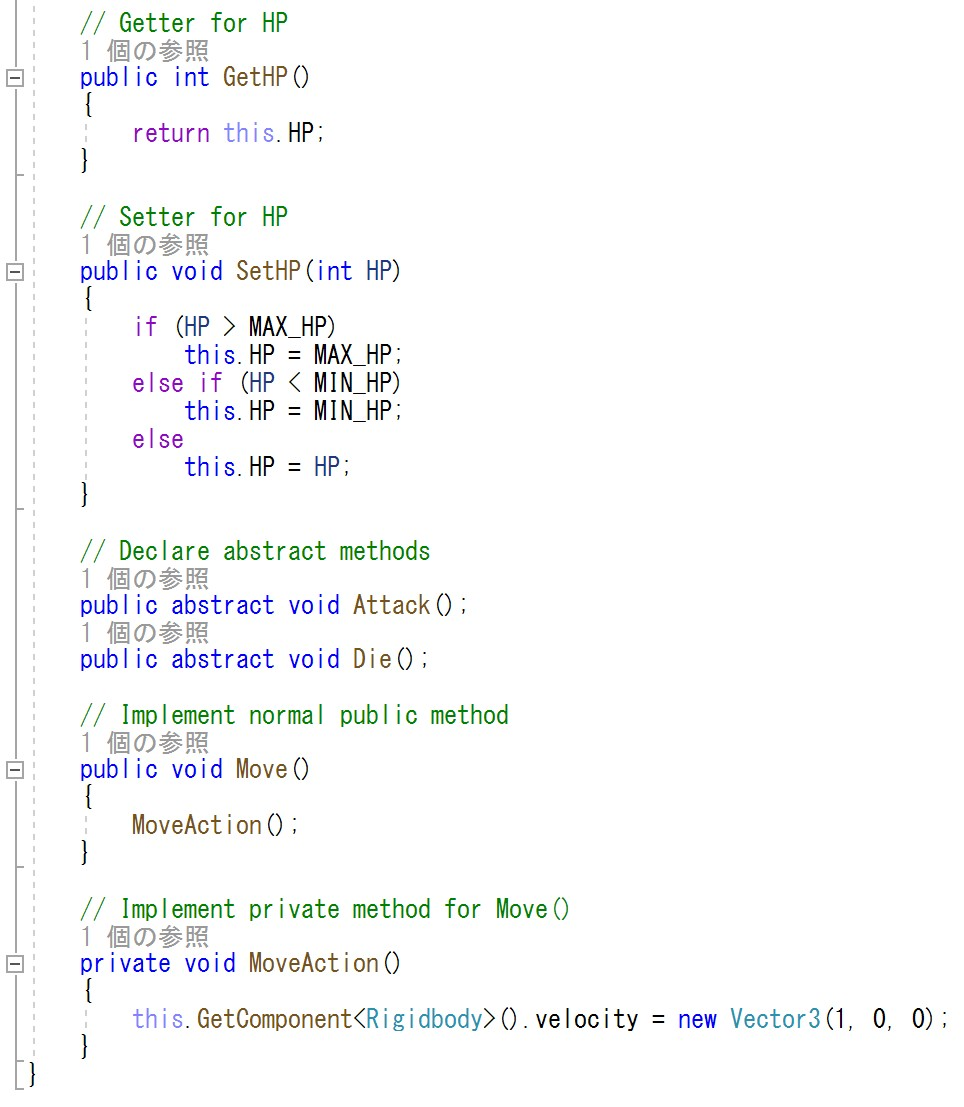 // Getter for HP
1 個の参照
public int GetHP()
{
return this.HP;
}
// Setter for HP
1 個の参照
public void SetHP(int HP)
{
if (HP > MAX_HP)
this.HP = MAX_HP;
else if (HP < MIN_HP)
this.HP = MIN_HP;
else
this.HP = HP;
}
// Declare abstract methods
1 個の参照
public abstract void Attack();
1 個の参照
public abstract void Die();
// Implement normal public method
1 個の参照
public void Move()
{
MoveAction();
}
// Implement private method for Move()
1 個の参照
private void MoveAction()
{
this.GetComponent<Rigidbody>().velocity = new Vector3(1, 0, 0);
}
}